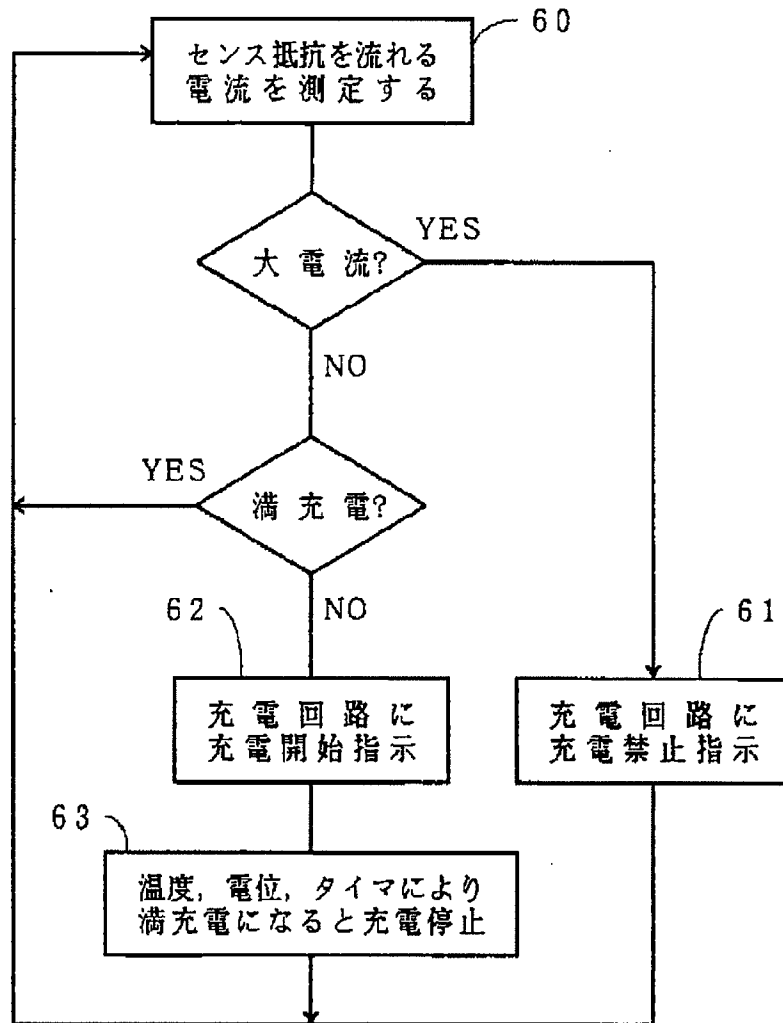 60
センス抵抗を流れる
電流を測定する
大電流?
YES
NO
満充電?
YES
NO
62
充電回路に
充電開始指示
61
充電回路に
充電禁止指示
63
温度,電位,タイマにより
満充電になると充電停止